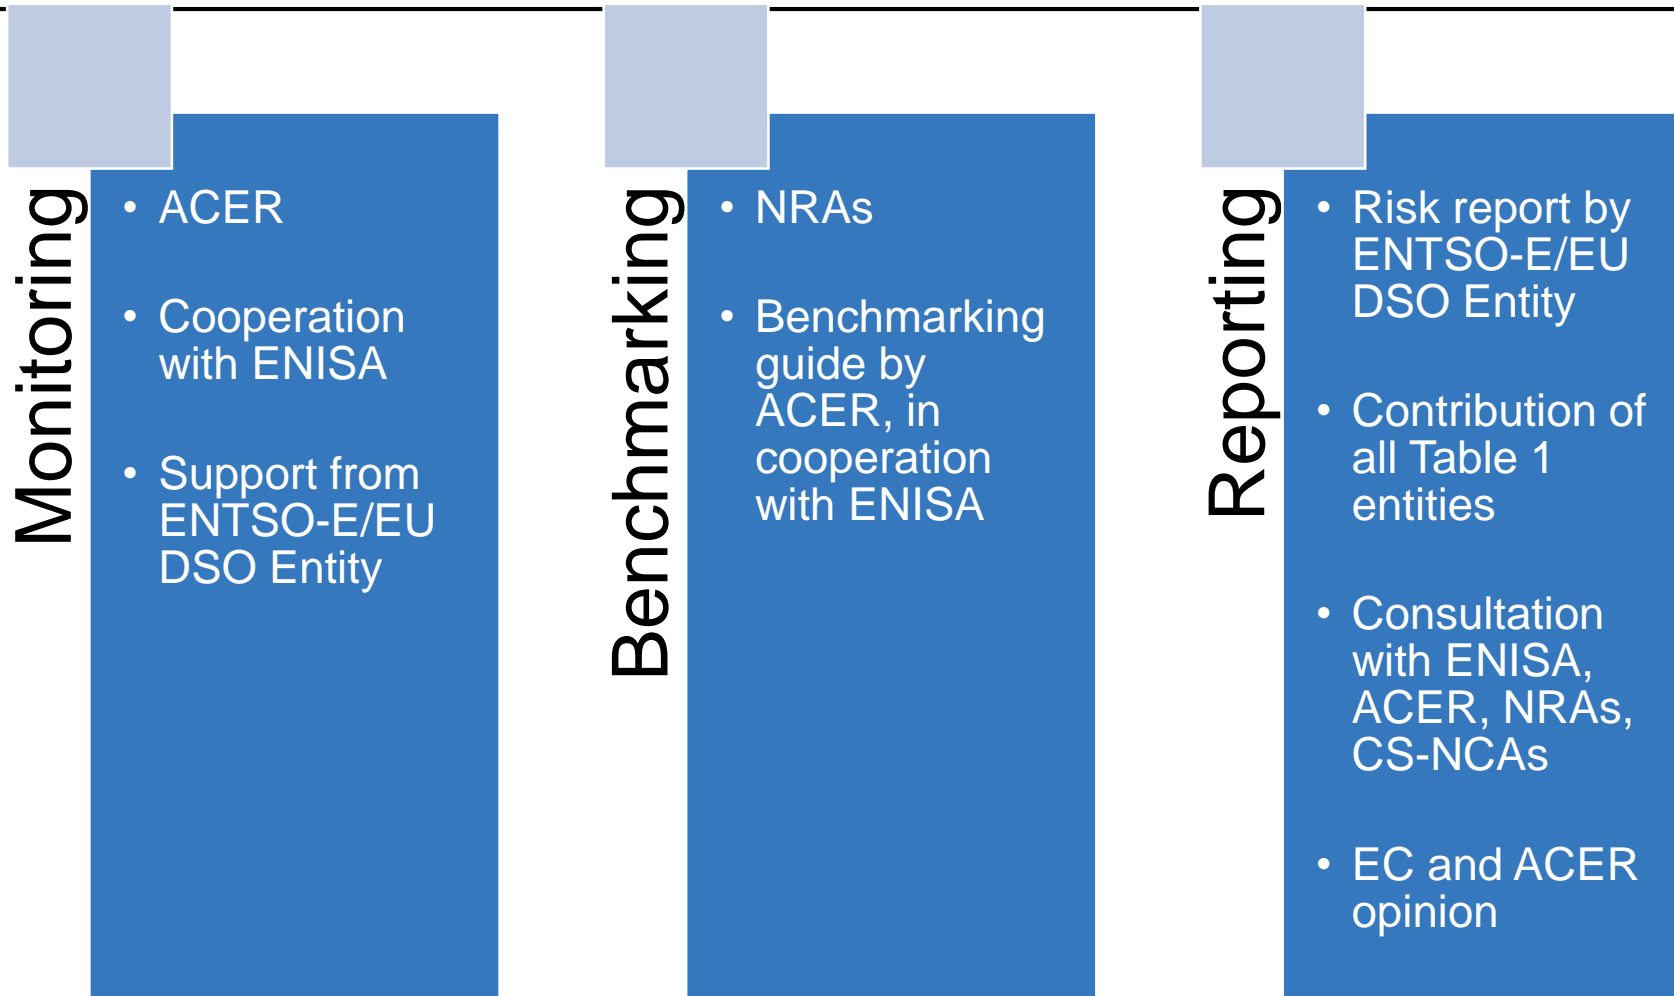 Monitoring
• ACER
• Cooperation
with ENISA
• Support from
ENTSO-E/EU
DSO Entity
Benchmarking
• NRAs
• Benchmarking
guide by
ACER, in
cooperation
with ENISA
Reporting
• Risk report by
ENTSO-E/EU
DSO Entity
• Contribution of
all Table 1
entities
• Consultation
with ENISA,
ACER, NRAs,
CS-NCAs
• EC and ACER
opinion